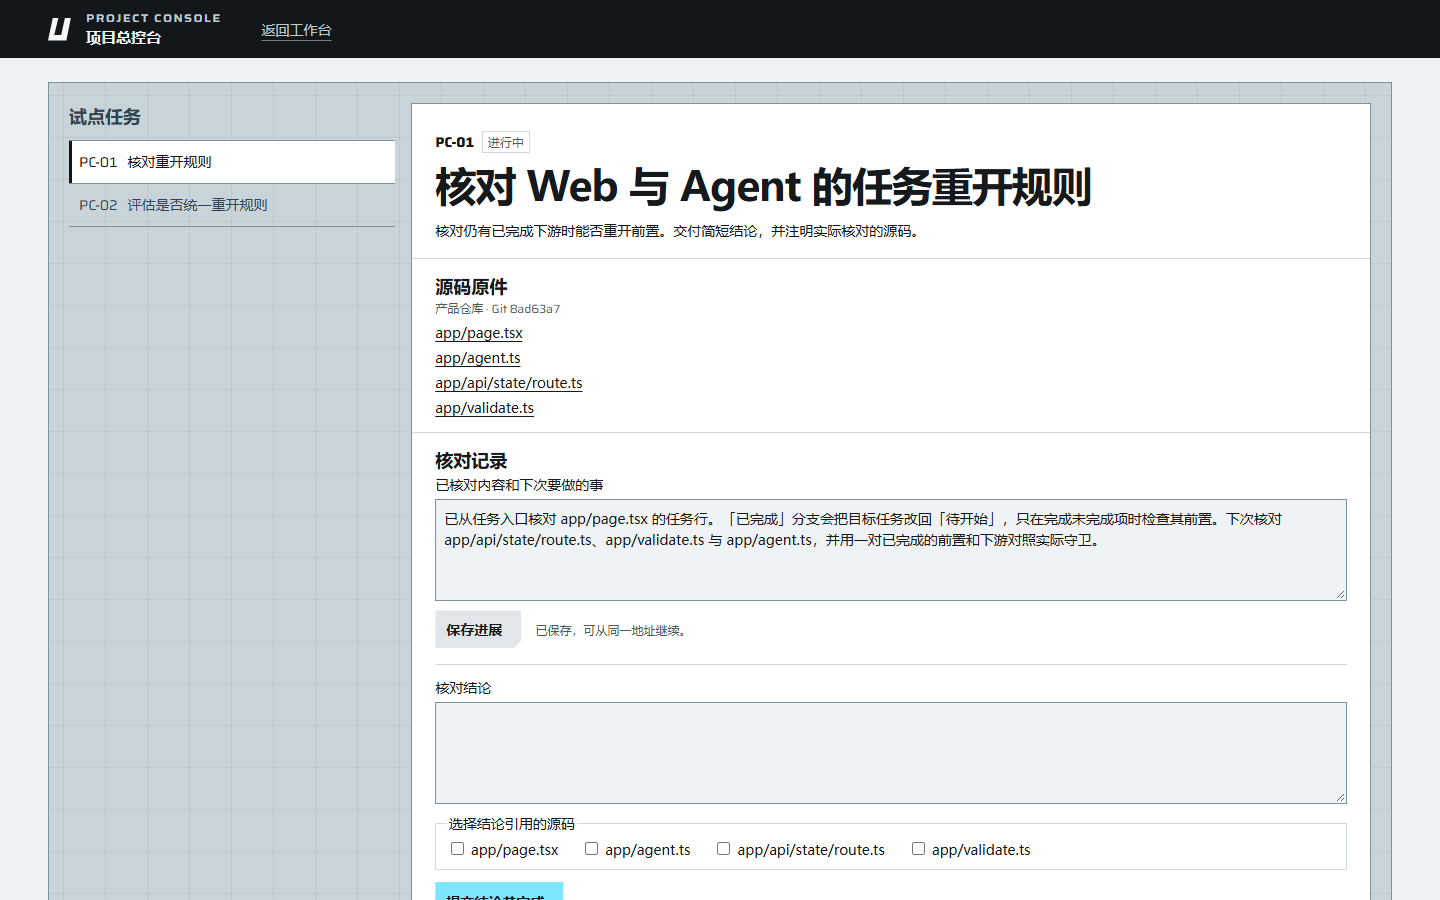 PROJECT CONSOLE
项目总控台
返回工作台
试点任务
PC-01 核对重开规则
PC-02 评估是否统一重开规则
PC-01 进行中
核对 Web 与 Agent 的任务重开规则
核对仍有已完成下游时能否重开前置。交付简短结论，并注明实际核对的源码。
源码原件
产品仓库 · Git 8ad63a7
app/page.tsx
app/agent.ts
app/api/state/route.ts
app/validate.ts
核对记录
已核对内容和下次要做的事
已从任务入口核对 app/page.tsx 的任务行。「已完成」分支会把目标任务改回「待开始」，只在完成未完成项时检查其前置。下次核对
app/api/state/route.ts、app/validate.ts 与 app/agent.ts，并用一对已完成的前置和下游对照实际守卫。
保存进展 已保存，可从同一地址继续。
核对结论
选择结论引用的源码
app/page.tsx app/agent.ts app/api/state/route.ts app/validate.ts